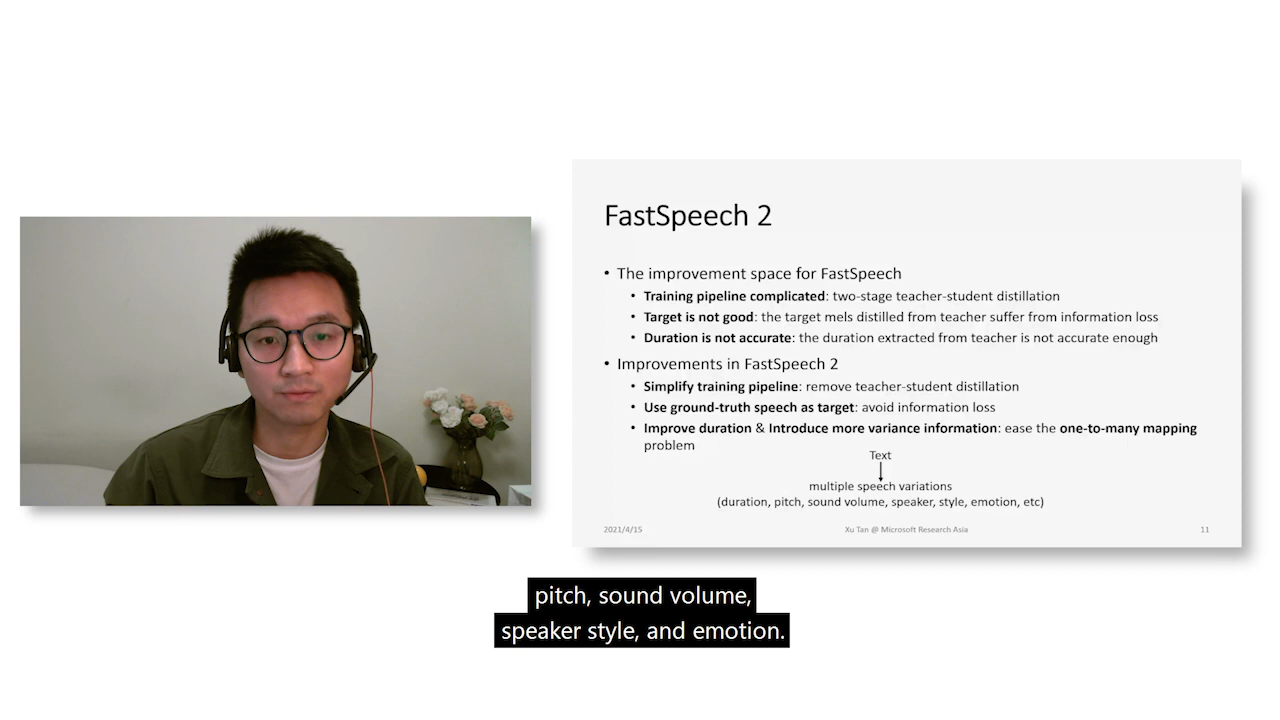 FastSpeech 2
• The improvement space for FastSpeech
• Training pipeline complicated: two-stage teacher-student distillation
• Target is not good: the target mels distilled from teacher suffer from information loss
• Duration is not accurate: the duration extracted from teacher is not accurate enough
• Improvements in FastSpeech 2
• Simplify training pipeline: remove teacher-student distillation
• Use ground-truth speech as target: avoid information loss
• Improve duration & Introduce more variance information: ease the one-to-many mapping
problem
Text
multiple speech variations
(duration, pitch, sound volume, speaker, style, emotion, etc)
2021/4/15 Xu Tan @ Microsoft Research Asia 11
pitch, sound volume,
speaker style, and emotion.